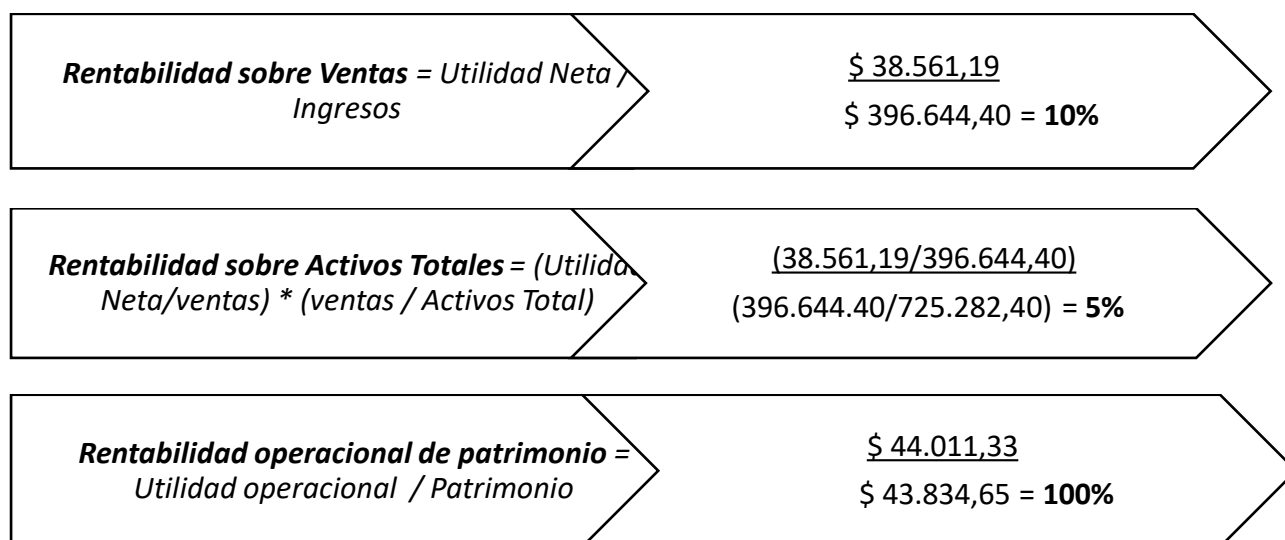 Rentabilidad sobre Ventas = Utilidad Neta /
Ingresos
$ 38.561,19
$ 396.644,40 = 10%
Rentabilidad sobre Activos Totales = (Utilidad
Neta/ventas) * (ventas / Activos Total)
(38.561,19/396.644,40)
(396.644.40/725.282,40) = 5%
Rentabilidad operacional de patrimonio =
Utilidad operacional / Patrimonio
$ 44.011,33
$ 43.834,65 = 100%